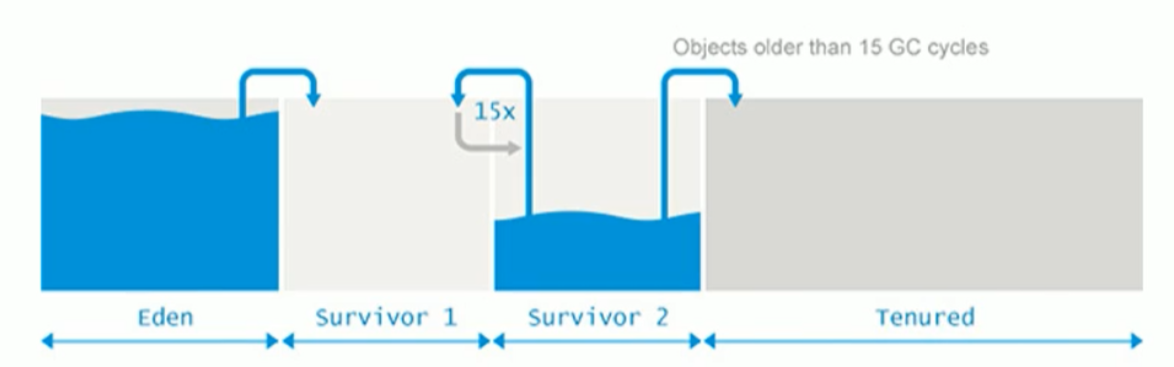 Objects older than 15 GC cycles
15x
Eden
Survivor 1
Survivor 2
Tenured